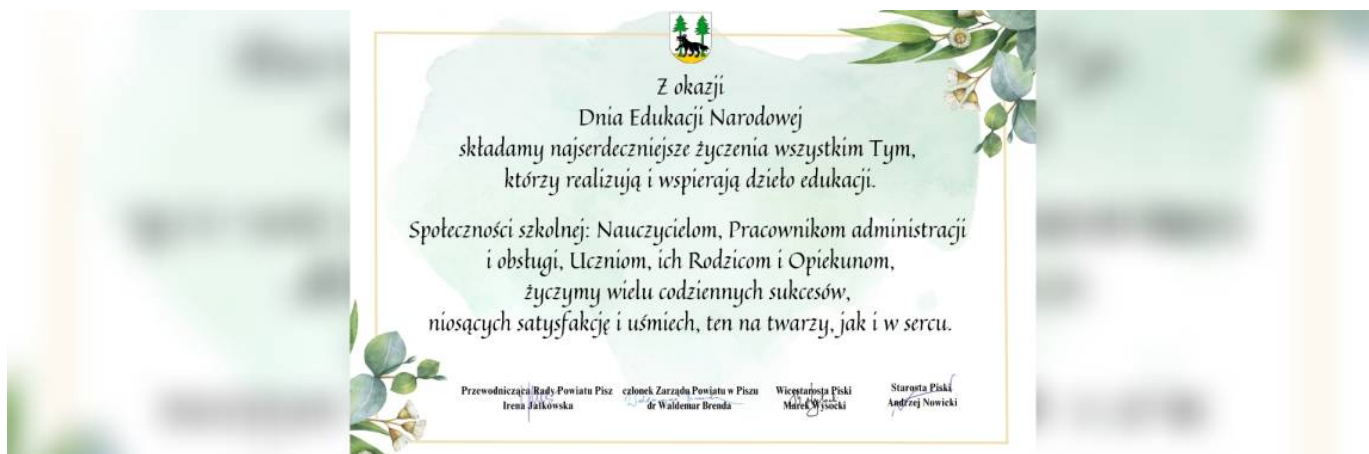 Z okazji
Dnia Edukacji Narodowej
składamy najserdeczniejsze życzenia wszystkim Tym,
którzy realizują i wspierają dzieło edukacji.
Społeczności szkolnej: Nauczycielom, Pracownikom administracji
i obsługi, Uczniom, ich Rodzicom i Opiekunom,
życzymy wielu codziennych sukcesów,
niosących satysfakcję i uśmiech, ten na twarzy, jak i w sercu.
Przewodnicząca Rady Powiatu Pisz
Irena Jatkowska
członek Zarządu Powiatu w Piszu
dr Waldemar Brenda
Wicestarosta Piski
Marek Wysocki
Starosta Piski
Andrzej Nowicki